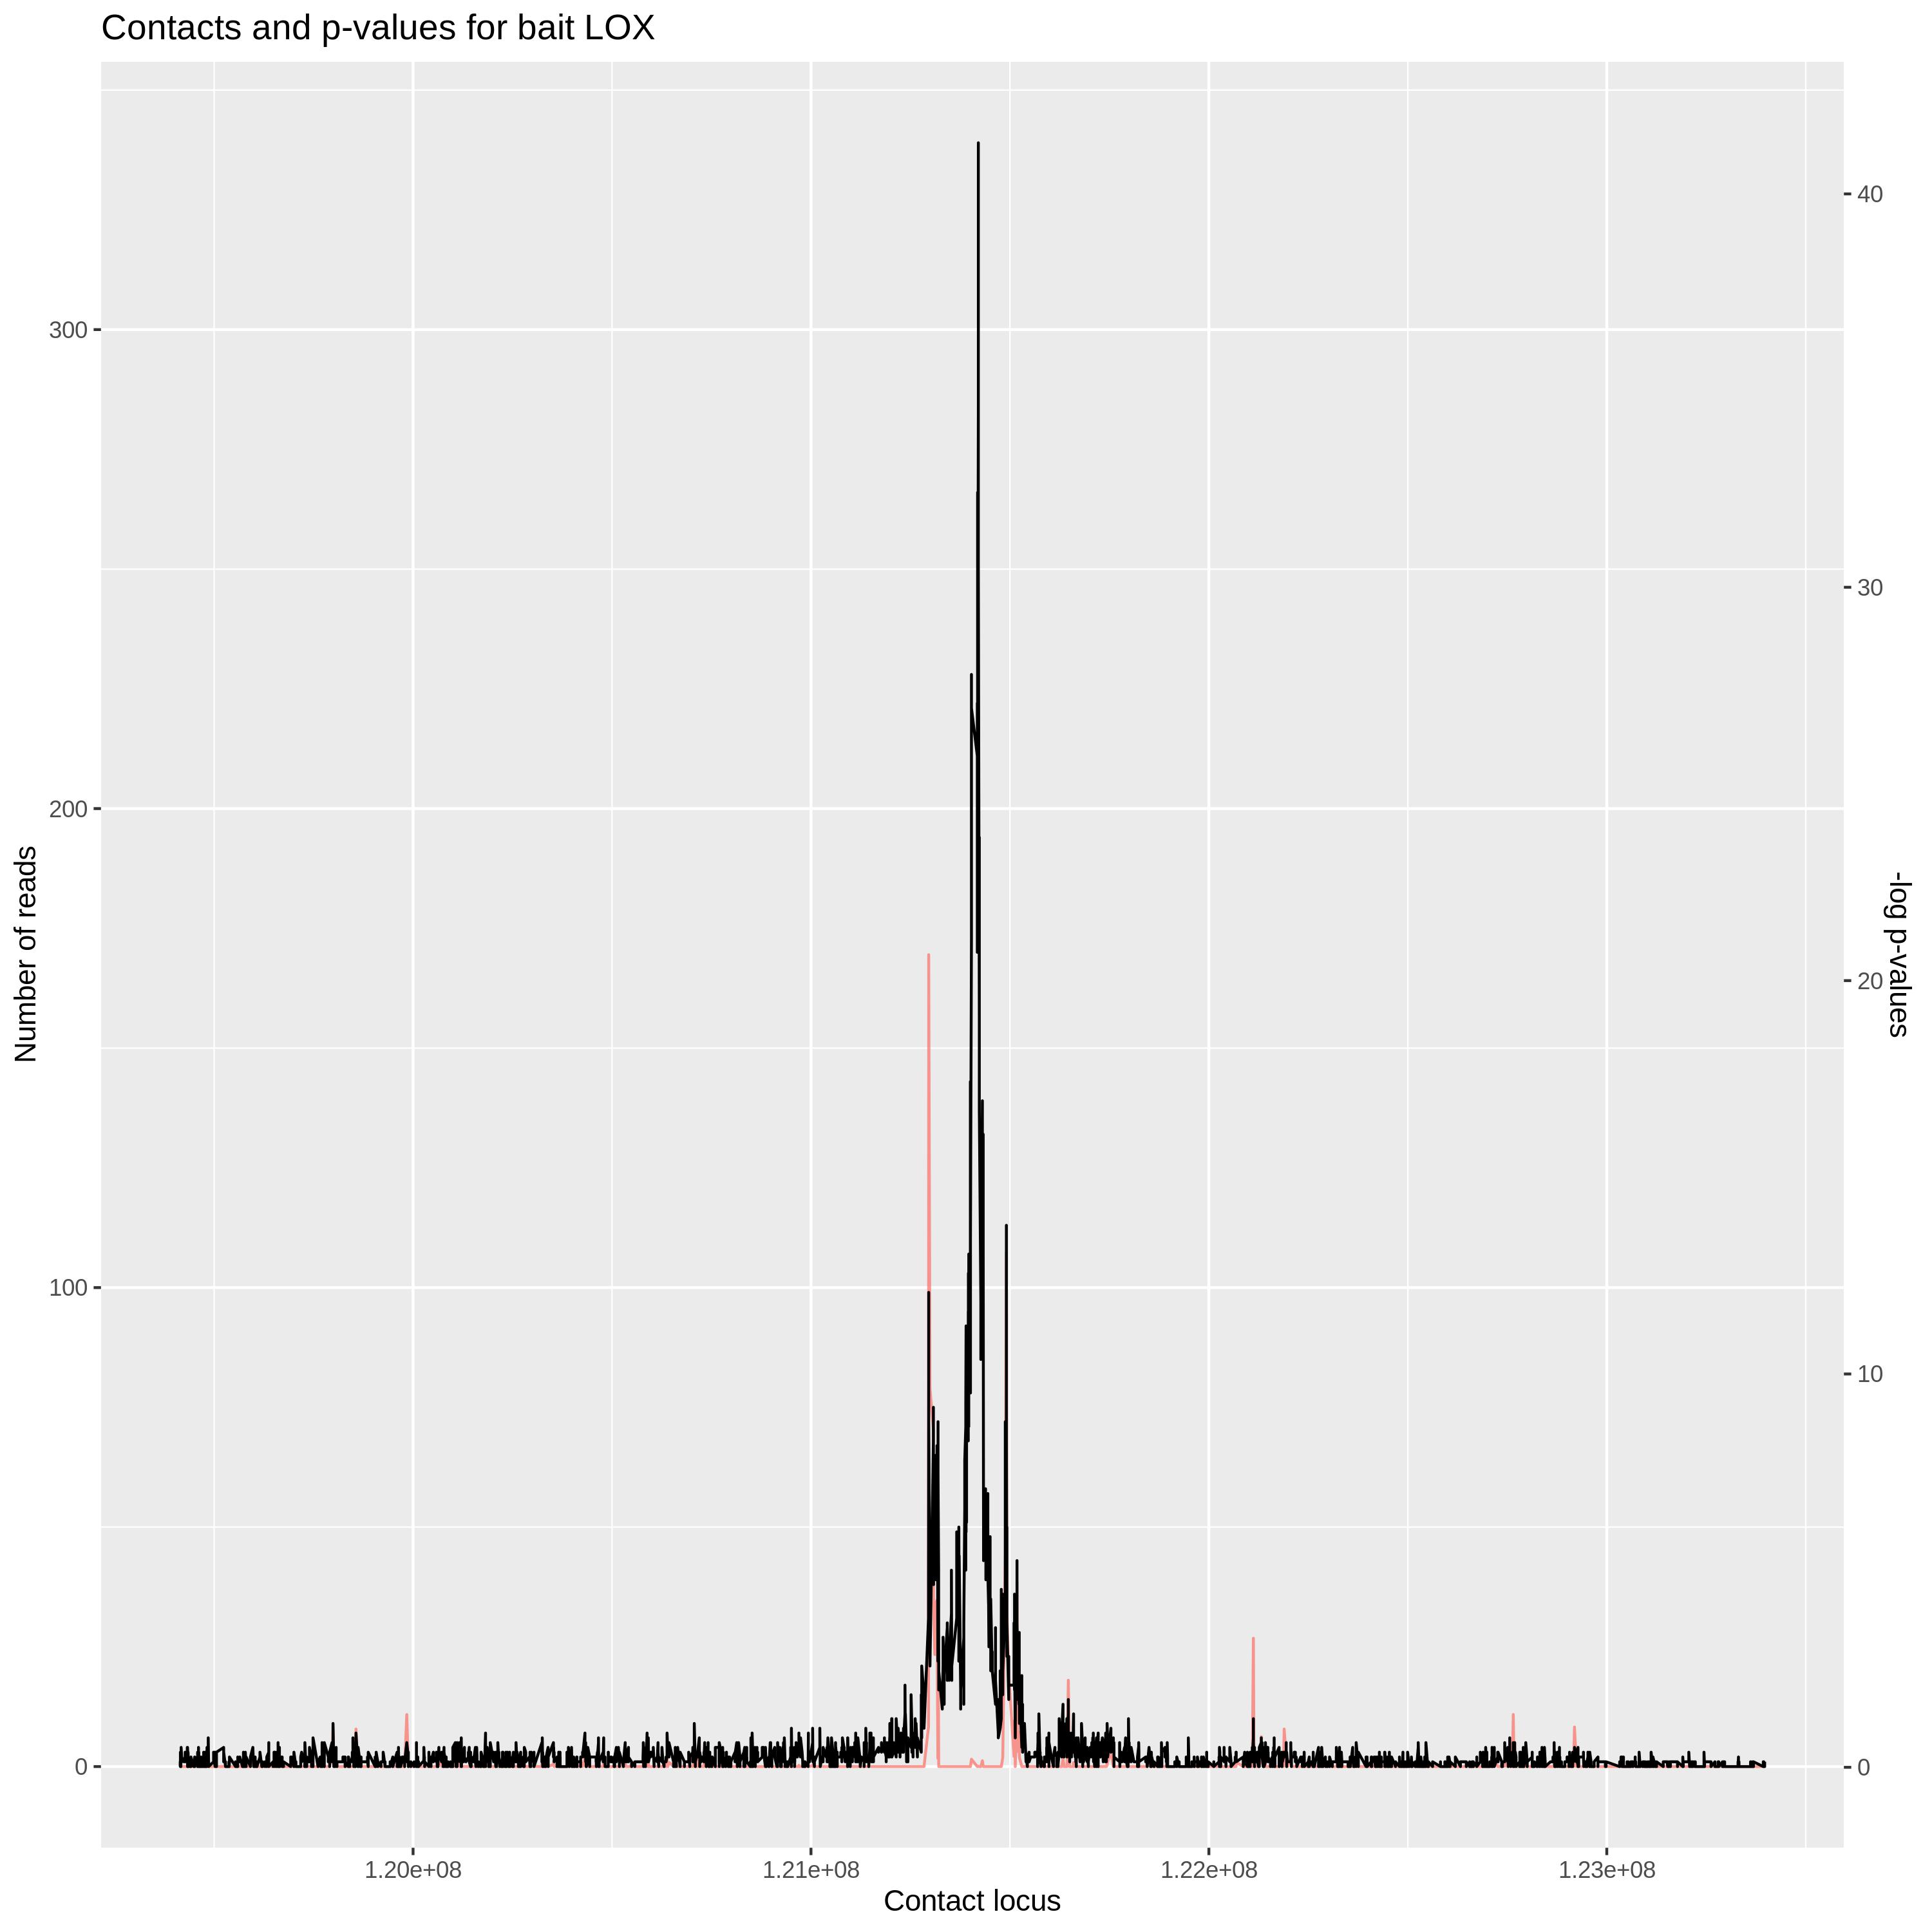 Contacts and p-values for bait LOX
300
200
100
0
Number of reads
40
30
20
10
0
-log p-values
1.20e+08 1.21e+08 1.22e+08 1.23e+08
Contact locus